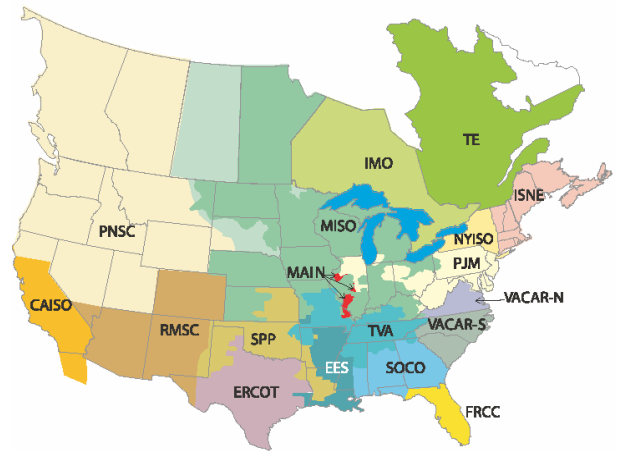 TE
IMO
ISNE
MISO
PNSC
NYISO
PJM
MAIN
CAISO
VACAR-N
RMSC
SPP
TVA
VACAR-S
EES
SOCO
ERCOT
FRCC